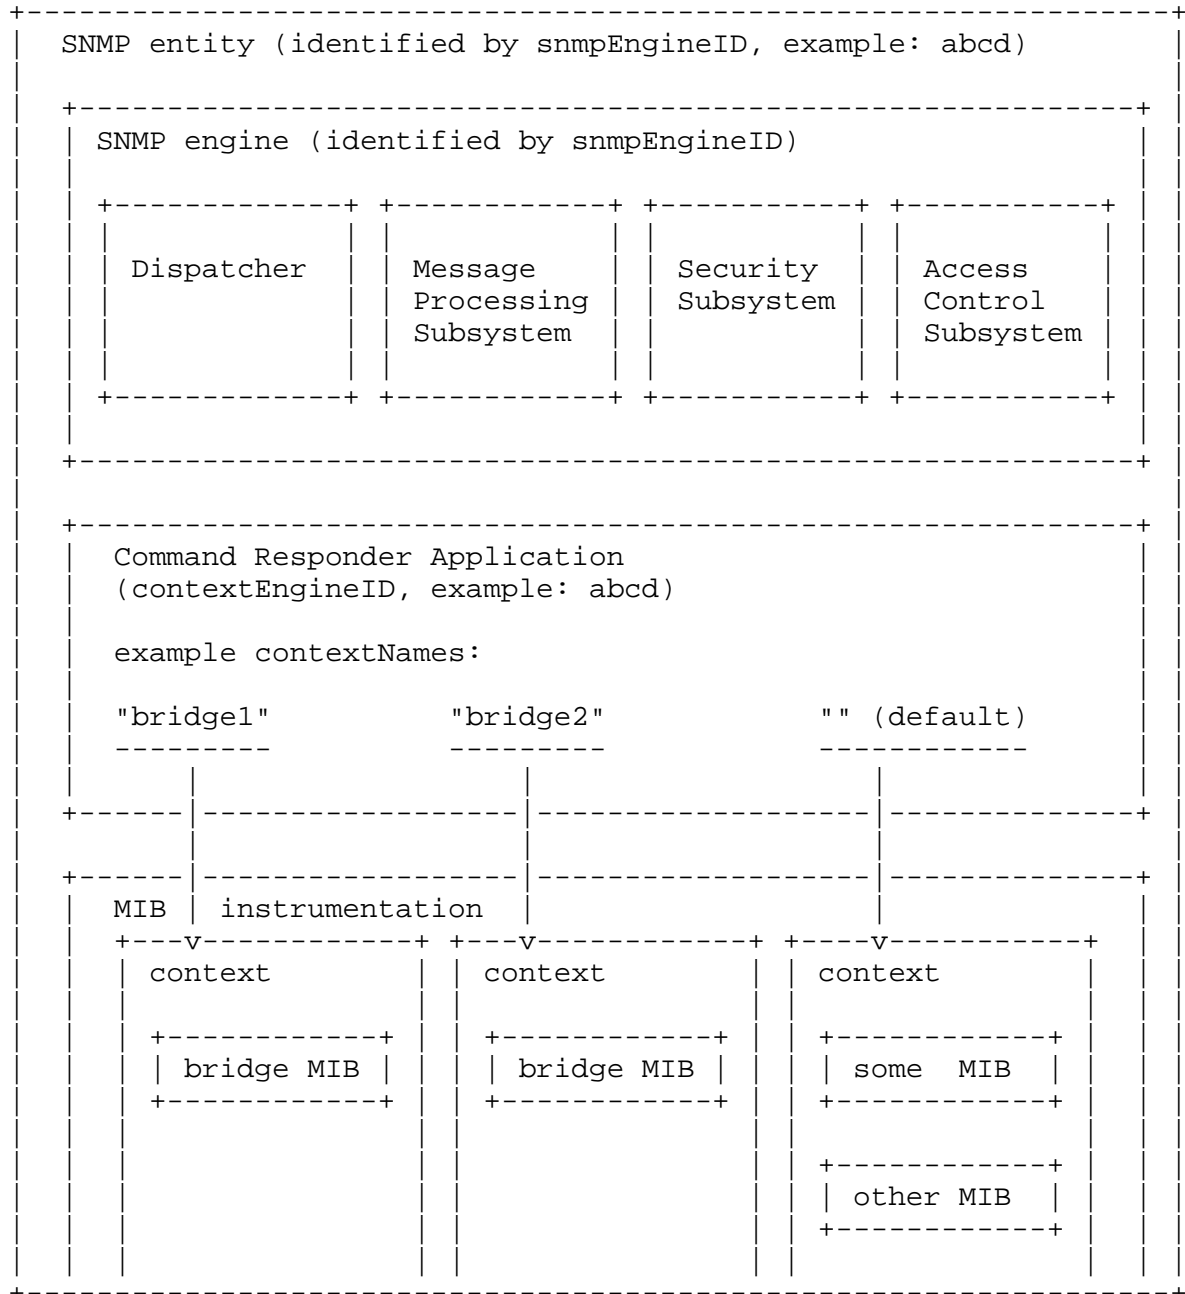 SNMP entity (identified by snmpEngineID, example: abcd)
SNMP engine (identified by snmpEngineID)
Dispatcher
Message
Processing
Subsystem
Security
Subsystem
Access
Control
Subsystem
Command Responder Application
(contextEngineID, example: abcd)
example contextNames:
"bridge1" "bridge2" "" (default)
MIB instrumentation
context context context
bridge MIB bridge MIB some MIB
other MIB